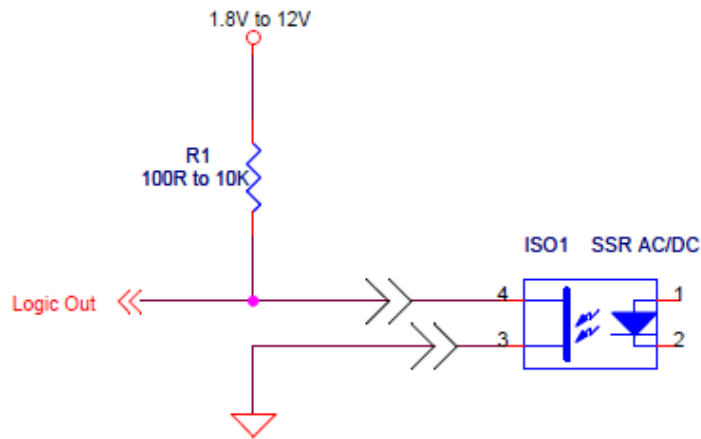 1.8V to 12V
R1
100R to 10K
ISO1 SSR AC/DC
Logic Out
4
1
3
2